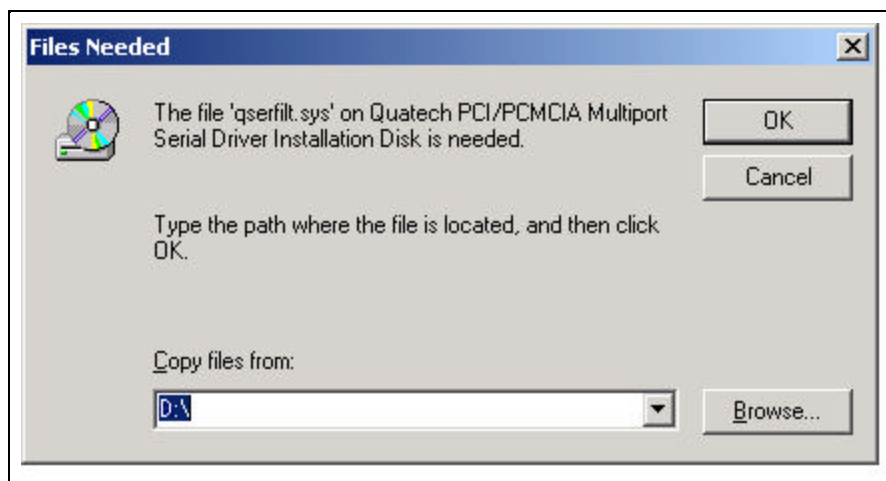 Files Needed
The file 'qserfilt.sys' on Quatech PCI/PCMCIA Multiport
Serial Driver Installation Disk is needed.
OK
Cancel
Type the path where the file is located, and then click
OK.
Copy files from:
D:\
Browse...